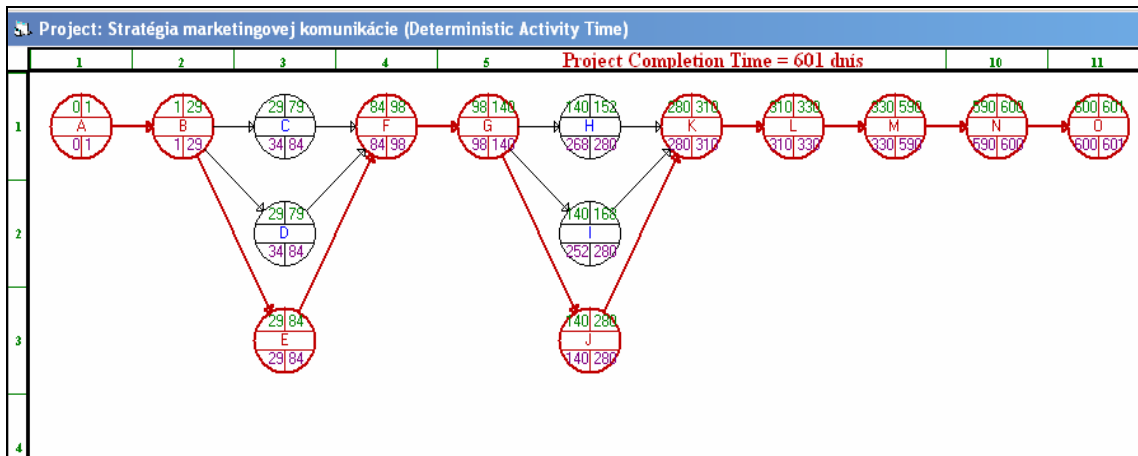 Project: Stratégia marketingovej komunikácie (Deterministic Activity Time)
1 2 3 4 5 Project Completion Time = 601 dnis 10 11
1
0 1 1 29 29 79 84 98 98 140 140 152 280 310 310 330 330 590 590 600 600 601
A B C F G H K L M N O
0 1 1 29 34 84 84 98 98 140 268 280 280 310 310 330 330 590 590 600 600 601
2
29 79 140 168
D I
34 84 252 280
3
29 84 140 280
E J
29 84 140 280
4